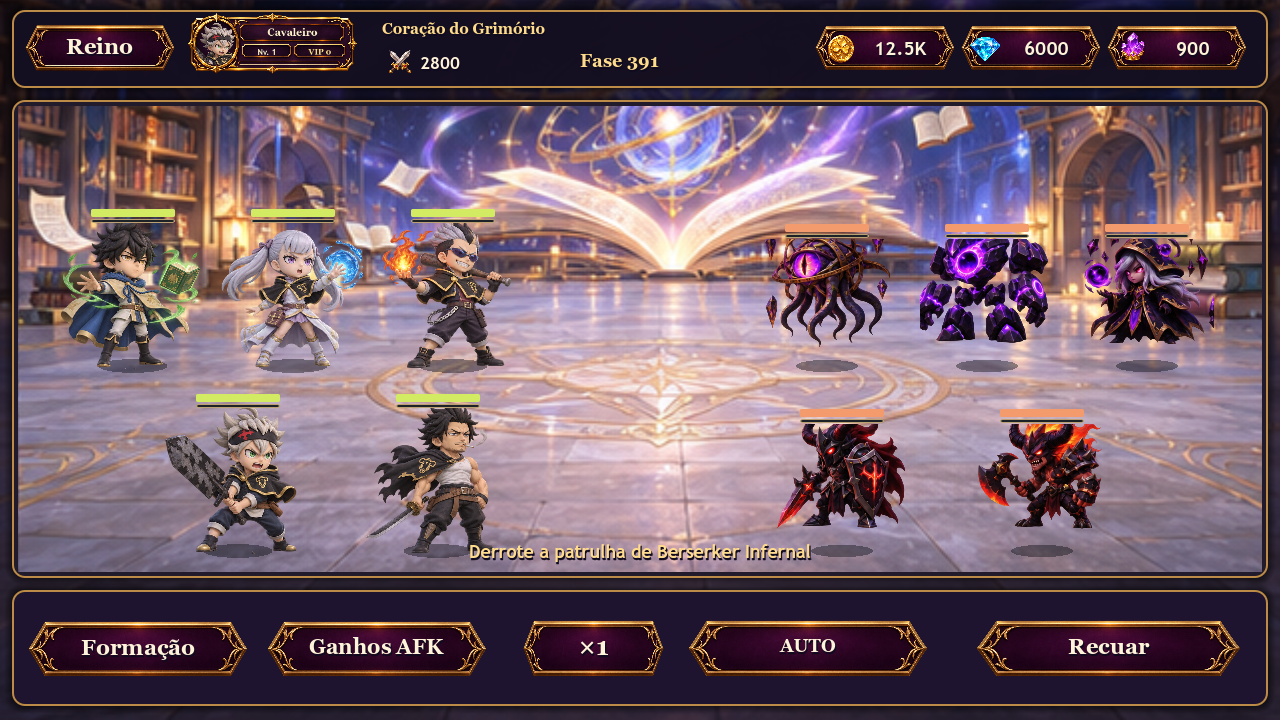 Reino
Cavaleiro
Nv. 1
VIP 0
Coração do Grimório
2800
Fase 391
12.5K
6000
900
Derrote a patrulha de Berserker Infernal
Formação
Ganhos AFK
×1
AUTO
Recuar